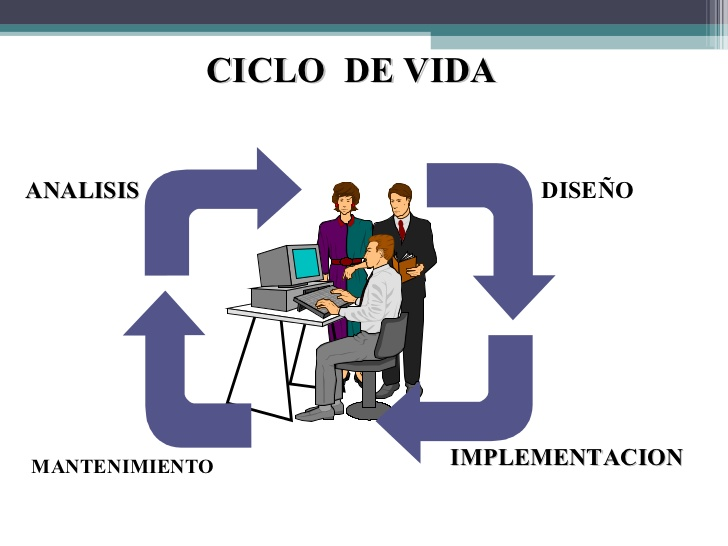 CICLO DE VIDA
ANALISIS
DISEÑO
MANTENIMIENTO
IMPLEMENTACION